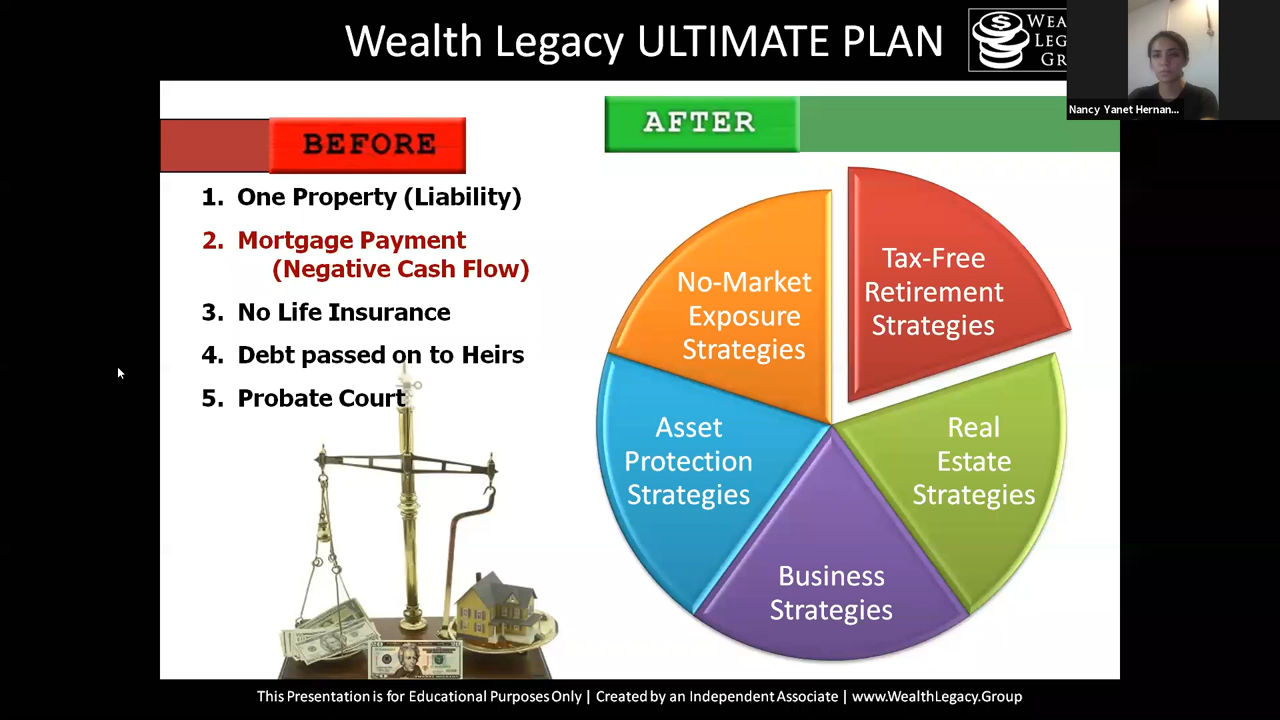 Wealth Legacy ULTIMATE PLAN
WEA
LEG
GR
Nancy Yanet Hernan...
BEFORE
1. One Property (Liability)
2. Mortgage Payment
(Negative Cash Flow)
3. No Life Insurance
4. Debt passed on to Heirs
5. Probate Court
AFTER
No-Market
Exposure
Strategies
Tax-Free
Retirement
Strategies
Asset
Protection
Strategies
Real
Estate
Strategies
Business
Strategies
This Presentation is for Educational Purposes Only | Created by an Independent Associate | www.WealthLegacy.Group